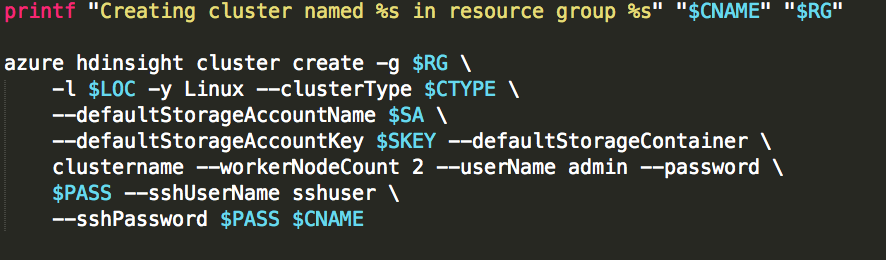 printf "Creating cluster named %s in resource group %s" "$CNAME" "$RG"
azure hdinsight cluster create -g $RG \
-l $LOC -y Linux --clusterType $CTYPE \
--defaultStorageAccountName $SA \
--defaultStorageAccountKey $SKEY --defaultStorageContainer \
clustername --workerNodeCount 2 --userName admin --password \
$PASS --sshUserName sshuser \
--sshPassword $PASS $CNAME